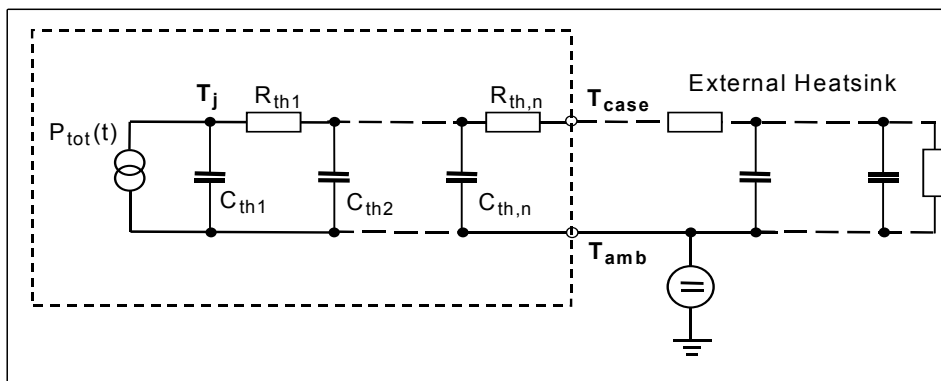 External Heatsink
T_j
R_th1
R_th,n
T_case
P_tot(t)
C_th1
C_th2
C_th,n
T_amb